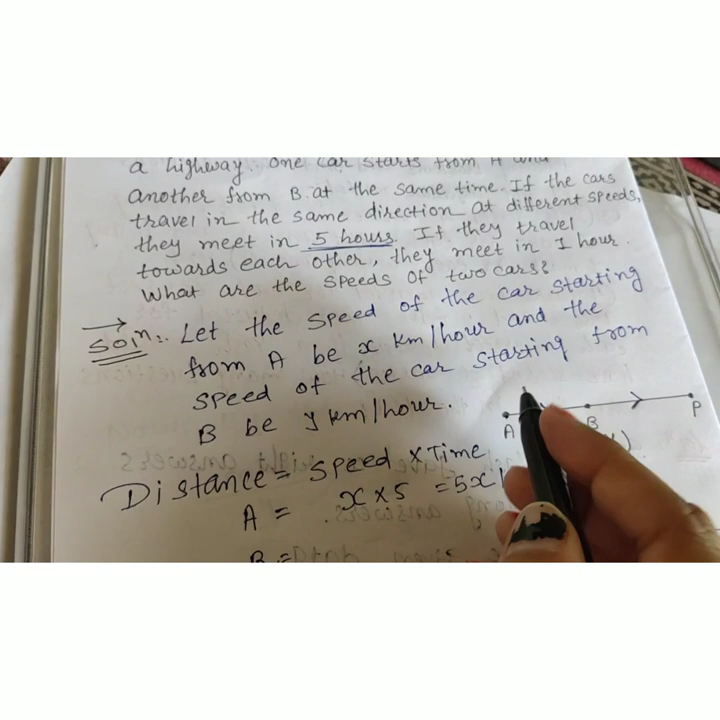 a highway. One car starts from A and
another from B at the same time. If the cars
travel in the same direction at different speeds,
they meet in 5 hours. If they travel
towards each other, they meet in 1 hour.
What are the speeds of two cars?
Soln:. Let the speed of the car starting
from A be x km/hour and the
speed of the car starting from
B be y km/hour.
A B P
Distance = Speed × Time
A = x × 5 = 5x
B =